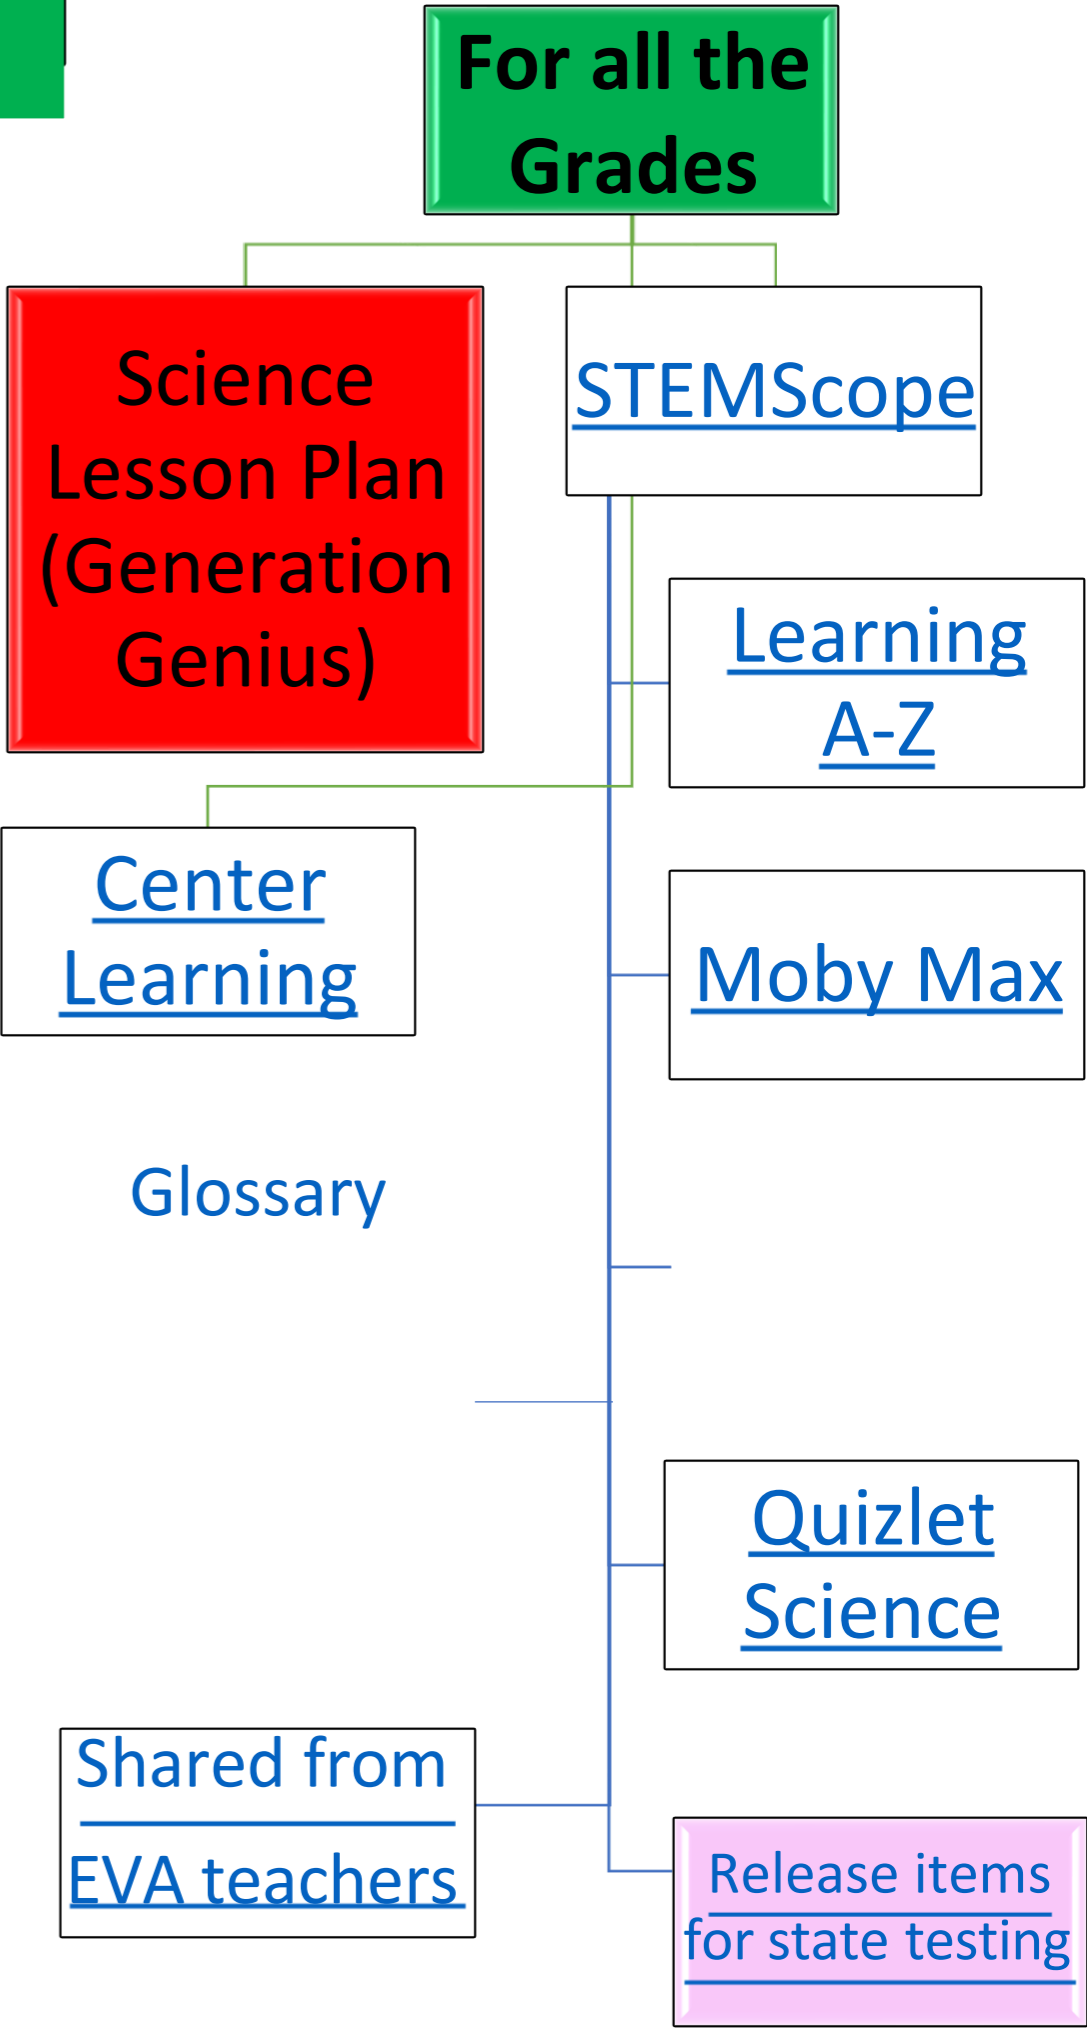 For all the
Grades
Science
Lesson Plan
(Generation
Genius)
STEMScope
Learning
A-Z
Center
Learning
Moby Max
Glossary
Quizlet
Science
Shared from
EVA teachers
Release items
for state testing